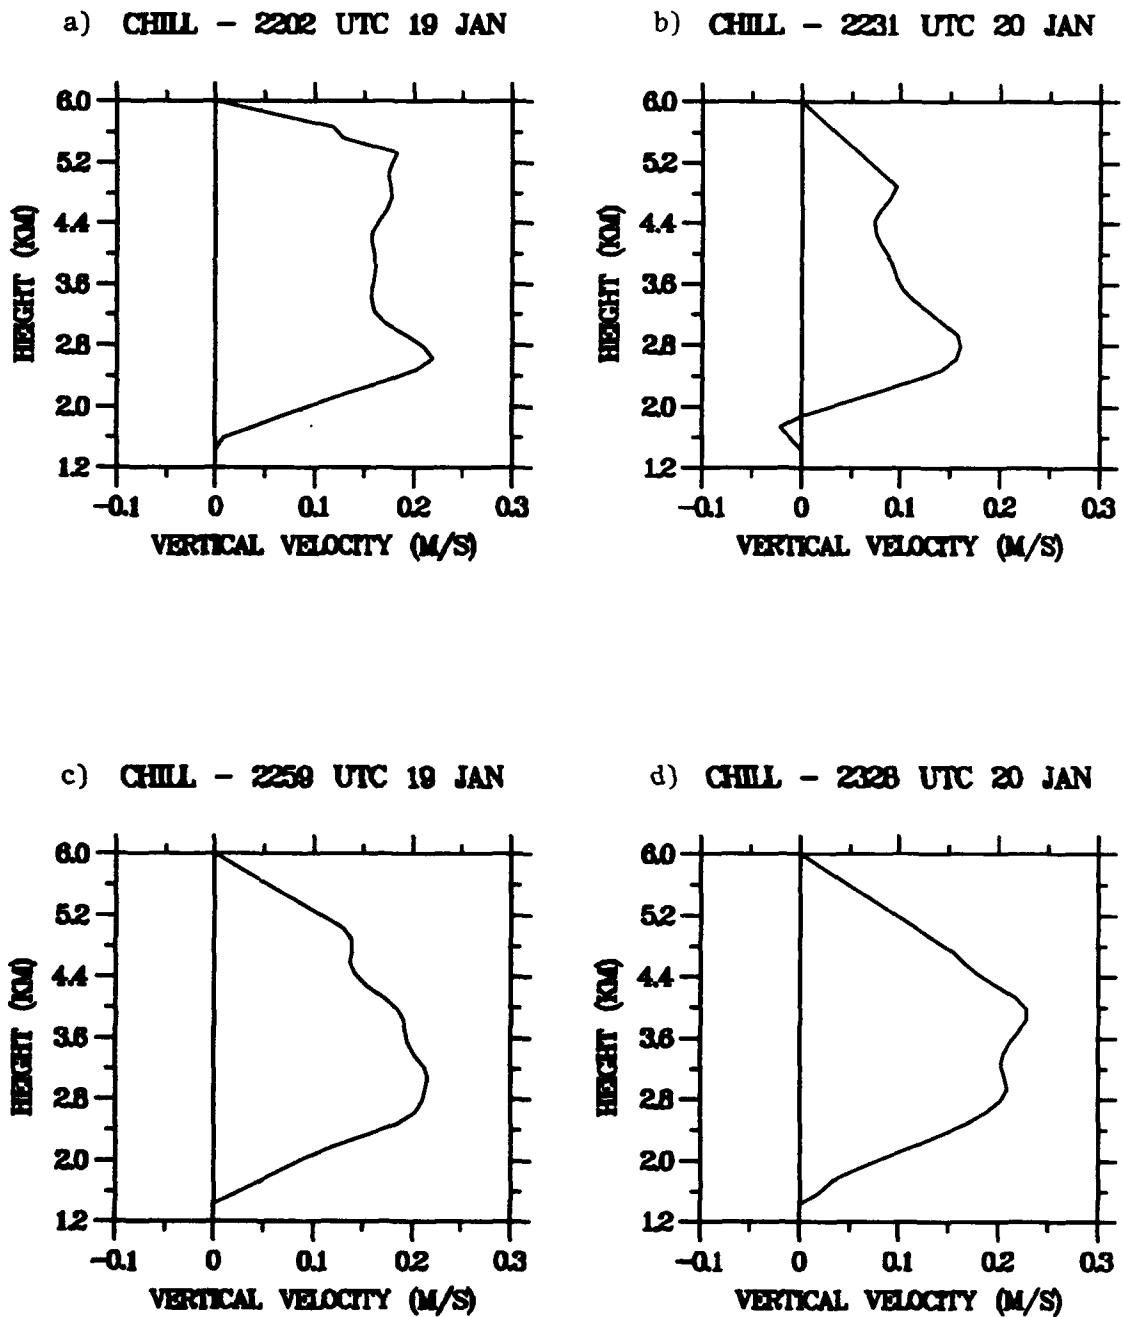 a) CHILL - 2202 UTC 19 JAN
6.0
5.2
4.4
3.6
2.8
2.0
1.2
HEIGHT (KM)
-0.1 0 0.1 0.2 0.3
VERTICAL VELOCITY (M/S)
b) CHILL - 2231 UTC 20 JAN
6.0
5.2
4.4
3.6
2.8
2.0
1.2
HEIGHT (KM)
-0.1 0 0.1 0.2 0.3
VERTICAL VELOCITY (M/S)
c) CHILL - 2259 UTC 19 JAN
6.0
5.2
4.4
3.6
2.8
2.0
1.2
HEIGHT (KM)
-0.1 0 0.1 0.2 0.3
VERTICAL VELOCITY (M/S)
d) CHILL - 2328 UTC 20 JAN
6.0
5.2
4.4
3.6
2.8
2.0
1.2
HEIGHT (KM)
-0.1 0 0.1 0.2 0.3
VERTICAL VELOCITY (M/S)